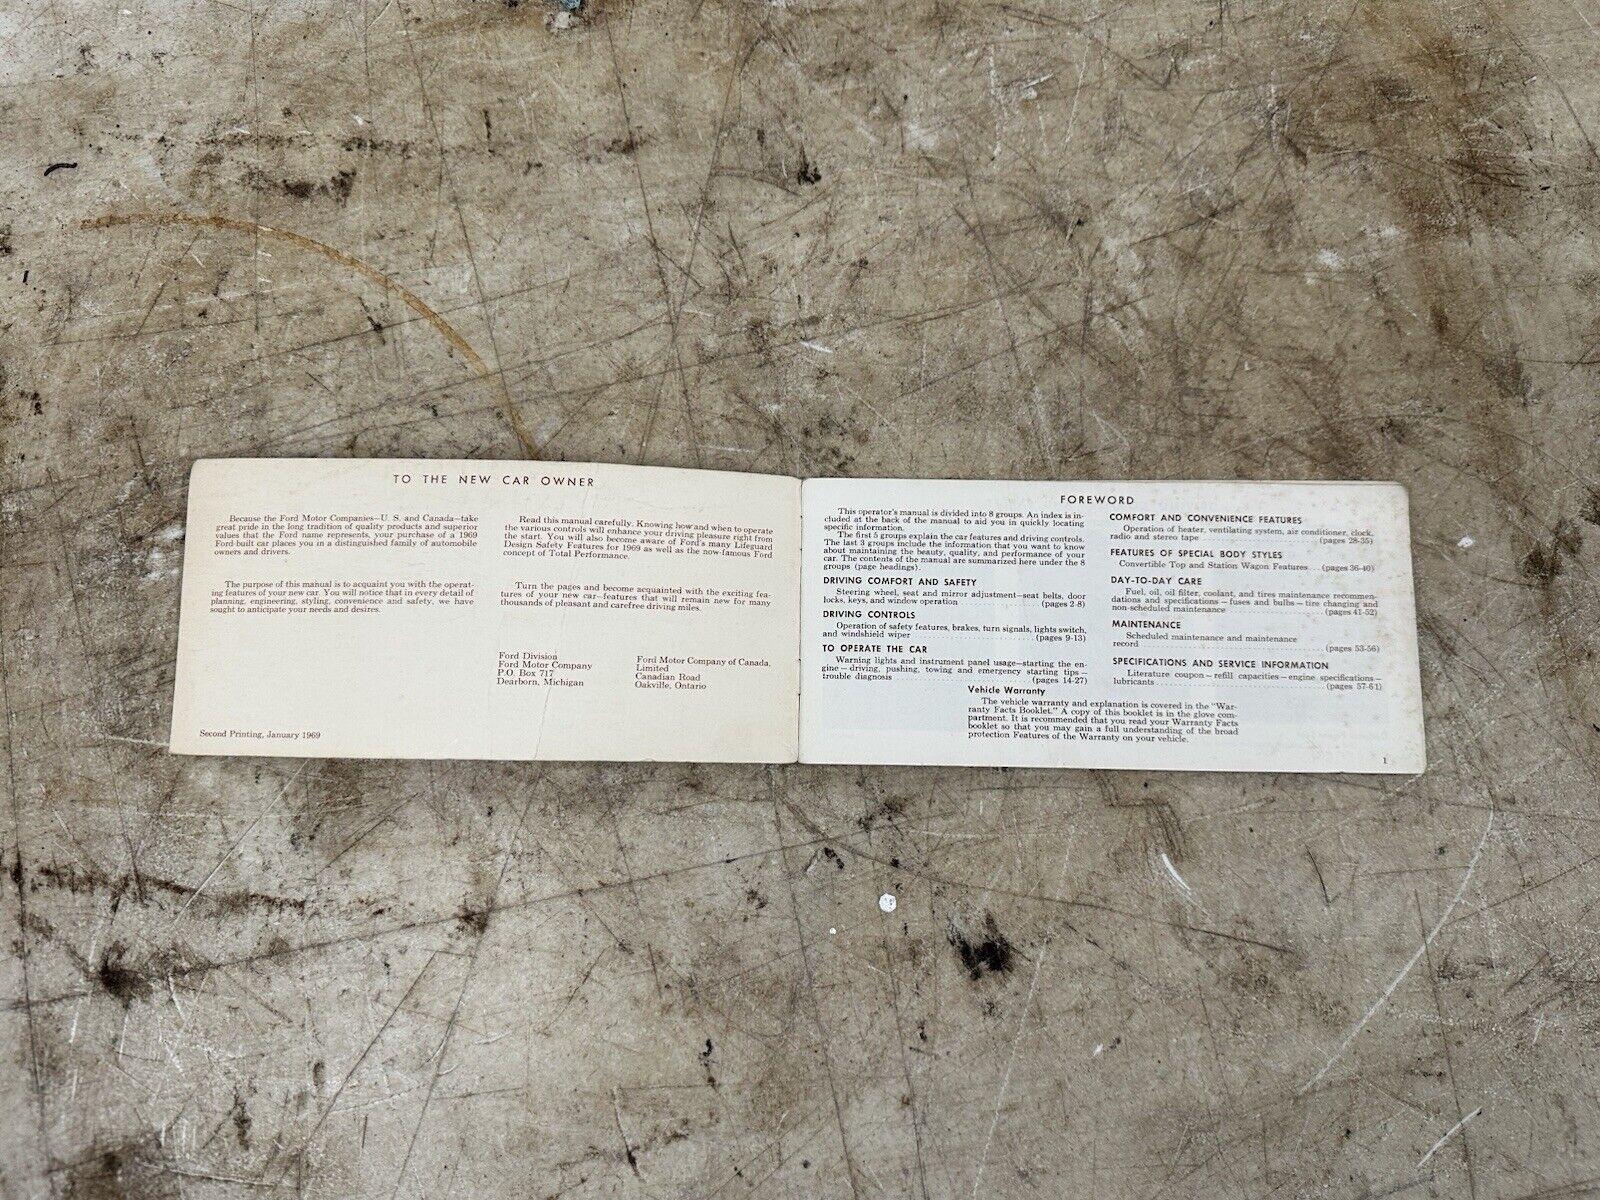 TO THE NEW CAR OWNER
Because the Ford Motor Companies—U. S. and Canada—take
great pride in the long tradition of quality products and superior
values that the Ford name represents, your purchase of a 1969
Ford-built car places you in a distinguished family of automobile
owners and drivers.
The purpose of this manual is to acquaint you with the operat-
ing features of your new car. You will notice that in every detail of
planning, engineering, styling, convenience and safety, we have
sought to anticipate your needs and desires.
Read this manual carefully. Knowing how and when to operate
the various controls will enhance your driving pleasure right from
the start. You will also become aware of Ford's many Lifeguard
Design Safety Features for 1969 as well as the now-famous Ford
concept of Total Performance.
Turn the pages and become acquainted with the exciting fea-
tures of your new car—features that will remain new for many
thousands of pleasant and carefree driving miles.
Ford Division
Ford Motor Company
P.O. Box 717
Dearborn, Michigan
Ford Motor Company of Canada,
Limited
Canadian Road
Oakville, Ontario
Second Printing, January 1969
FOREWORD
This operator's manual is divided into 8 groups. An index is in-
cluded at the back of the manual to aid you in quickly locating
specific information.
The first 5 groups explain the car features and driving controls.
The last 3 groups include the information that you want to know
about maintaining the beauty, quality, and performance of your
car. The contents of the manual are summarized here under the 8
groups (page headings).
DRIVING COMFORT AND SAFETY
Steering wheel, seat and mirror adjustment—seat belts, door
locks, keys, and window operation (pages 2-8)
DRIVING CONTROLS
Operation of safety features, brakes, turn signals, lights switch,
and windshield wiper (pages 9-13)
TO OPERATE THE CAR
Warning lights and instrument panel usage—starting the en-
gine — driving, pushing, towing and emergency starting tips —
trouble diagnosis (pages 14-27)
COMFORT AND CONVENIENCE FEATURES
Operation of heater, ventilating system, air conditioner, clock,
radio and stereo tape (pages 28-35)
FEATURES OF SPECIAL BODY STYLES
Convertible Top and Station Wagon Features (pages 36-40)
DAY-TO-DAY CARE
Fuel, oil, oil filter, coolant, and tires maintenance recommen-
dations and specifications — fuses and bulbs — tire changing and
non-scheduled maintenance (pages 41-52)
MAINTENANCE
Scheduled maintenance and maintenance
record (pages 53-56)
SPECIFICATIONS AND SERVICE INFORMATION
Literature coupon — refill capacities — engine specifications —
lubricants (pages 57-61)
Vehicle Warranty
The vehicle warranty and explanation is covered in the "War-
ranty Facts Booklet." A copy of this booklet is in the glove com-
partment. It is recommended that you read your Warranty Facts
booklet so that you may gain a full understanding of the broad
protection Features of the Warranty on your vehicle.
1